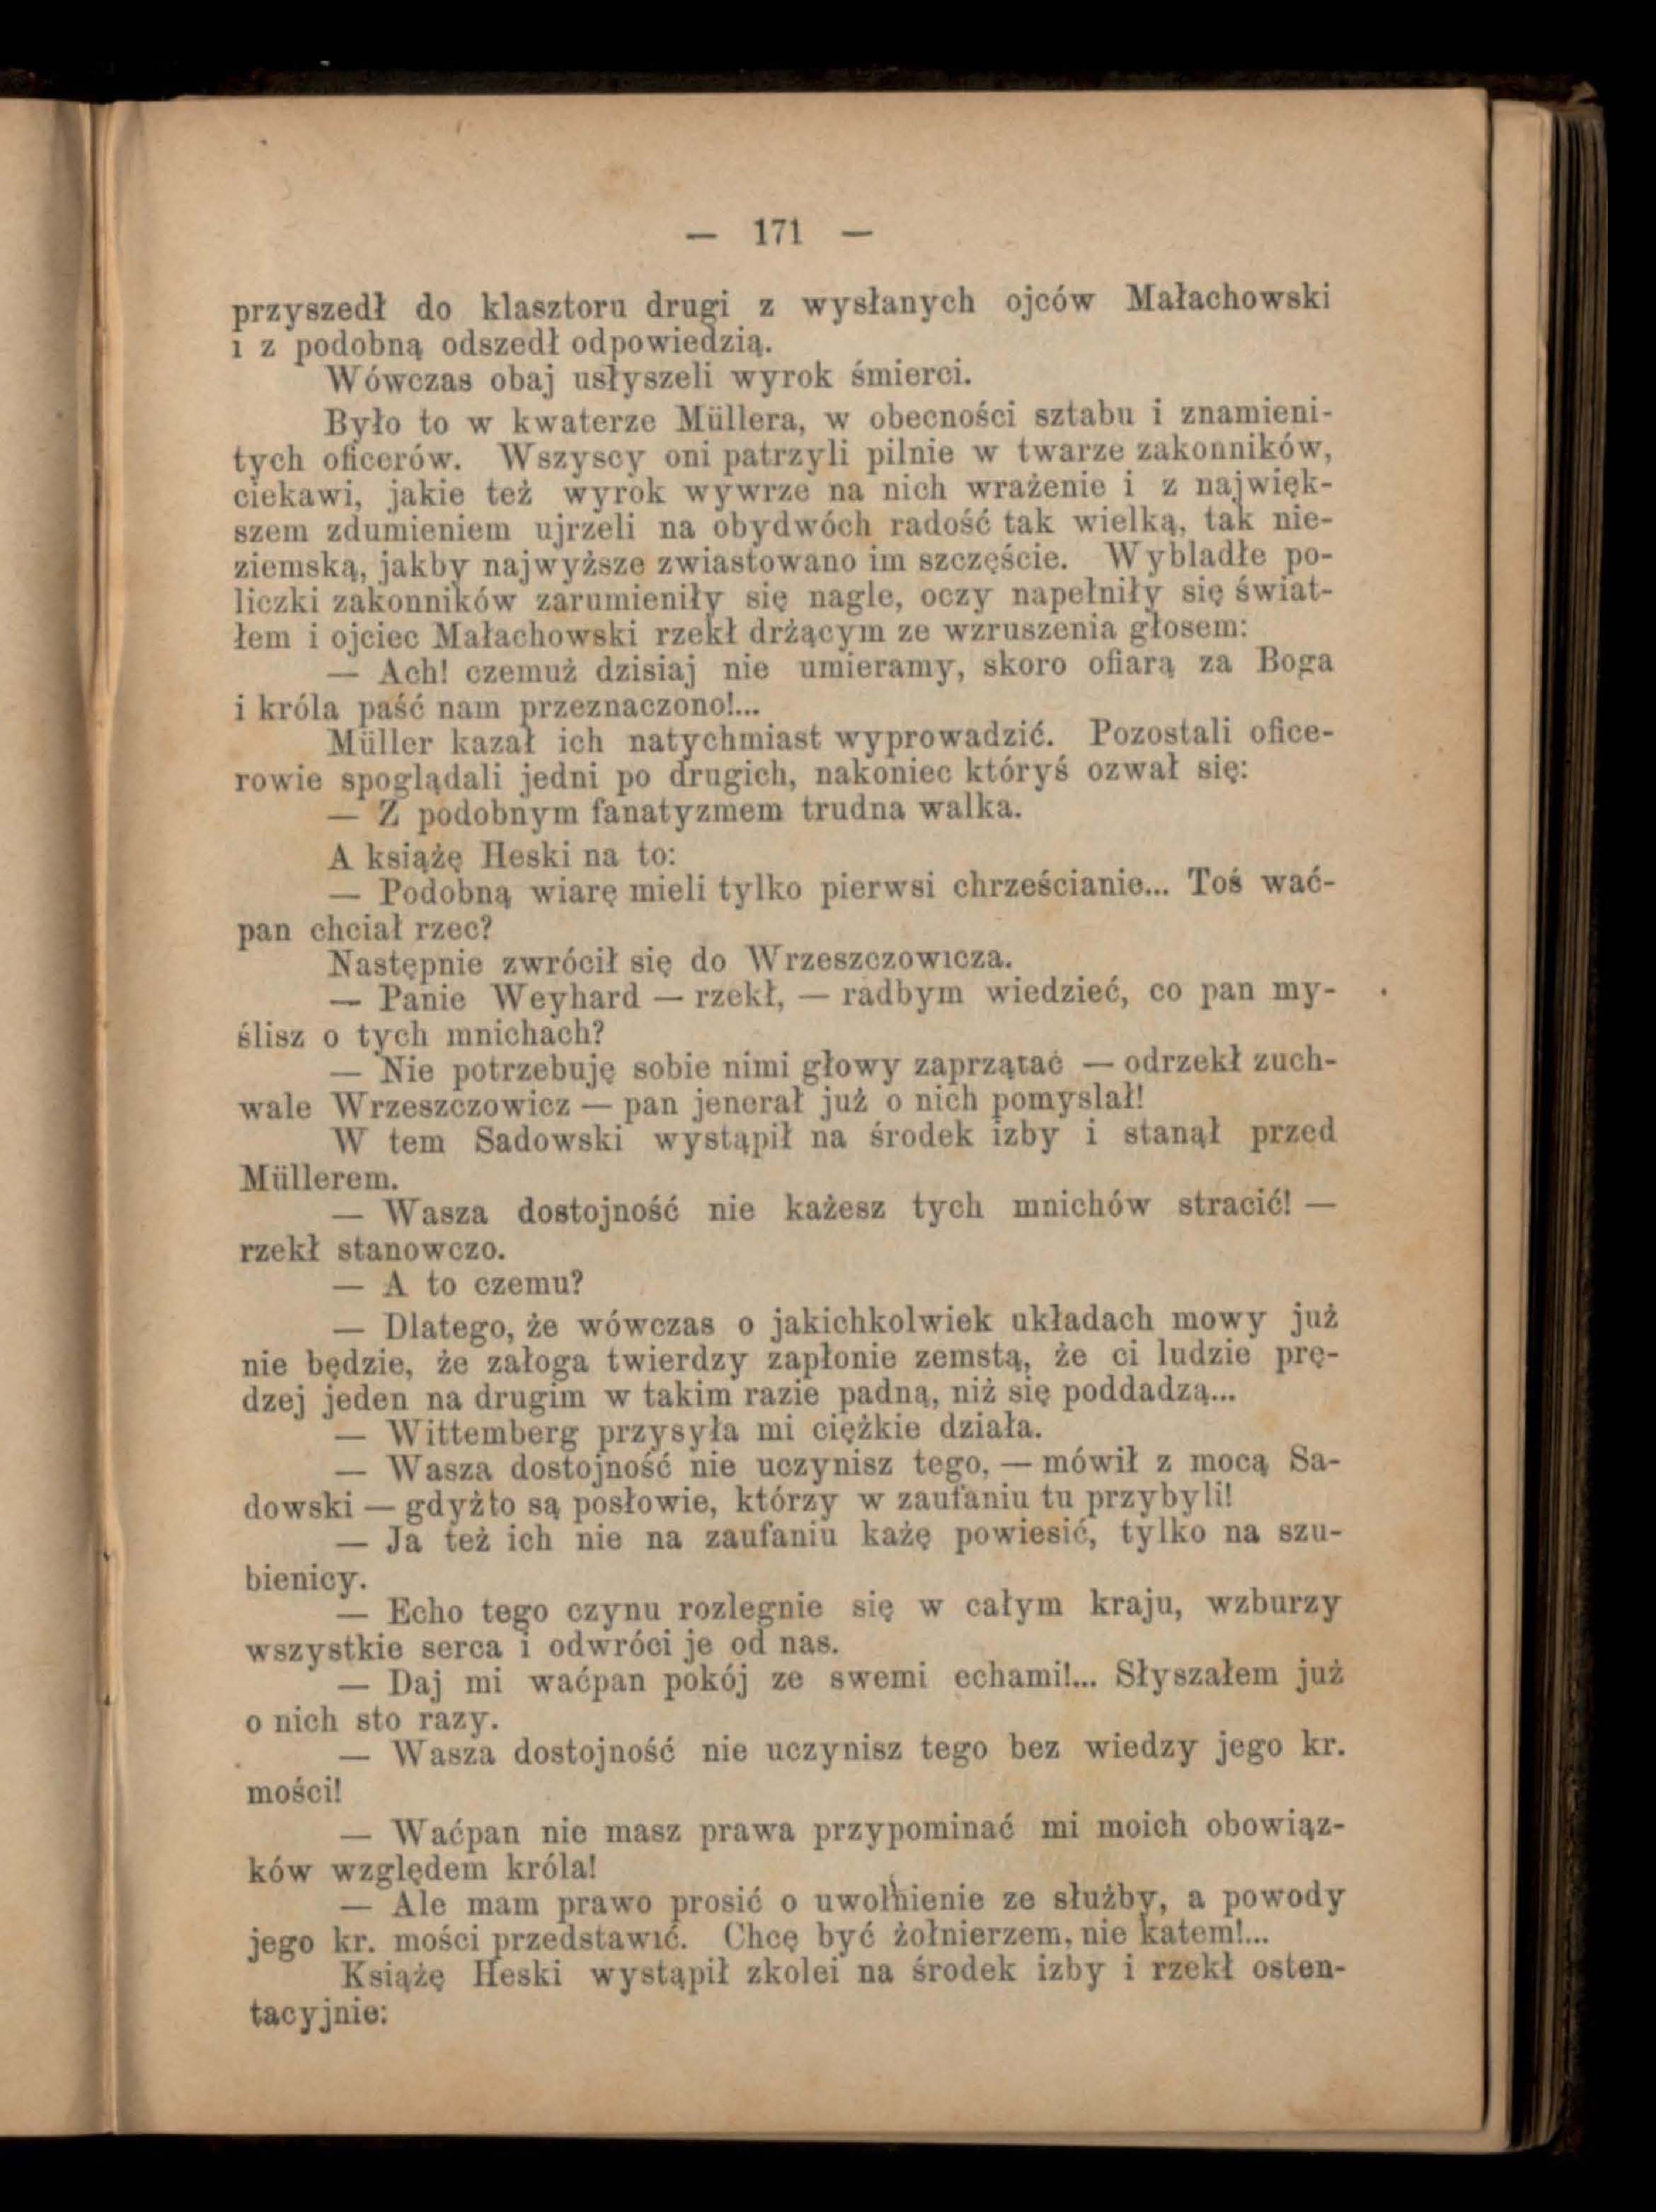 — 171 —
przyszedł do klasztoru drugi z wysłanych ojców Małachowski
i z podobną odszedł odpowiedzią.
Wówczas obaj usłyszeli wyrok śmierci.
Było to w kwaterze Müllera, w obecności sztabu i znamieni-
tych oficerów. Wszyscy oni patrzyli pilnie w twarze zakonników,
ciekawi, jakie też wyrok wywrze na nich wrażenie i z najwięk-
szem zdumieniem ujrzeli na obydwóch radość tak wielką, tak nie-
ziemską, jakby najwyższe zwiastowano im szczęście. Wybladłe po-
liczki zakonników zarumieniły się nagle, oczy napełniły się świat-
łem i ojciec Małachowski rzekł drżącym ze wzruszenia głosem:
— Ach! czemuż dzisiaj nie umieramy, skoro ofiarą za Boga
i króla paść nam przeznaczono!...
Müller kazał ich natychmiast wyprowadzić. Pozostali ofice-
rowie spoglądali jedni po drugich, nakoniec któryś ozwał się:
— Z podobnym fanatyzmem trudna walka.
A książę Heski na to:
— Podobną wiarę mieli tylko pierwsi chrześcianie... Toś wać-
pan chciał rzec?
Następnie zwrócił się do Wrzeszczowicza.
— Panie Weyhard — rzekł, — radbym wiedzieć, co pan my-
ślisz o tych mnichach?
— Nie potrzebuję sobie nimi głowy zaprzątać — odrzekł zuch-
wale Wrzeszczowicz — pan jenerał już o nich pomyslał!
W tem Sadowski wystąpił na środek izby i stanął przed
Müllerem.
— Wasza dostojność nie każesz tych mnichów stracić! —
rzekł stanowczo.
— A to czemu?
— Dlatego, że wówczas o jakichkolwiek układach mowy już
nie będzie, że załoga twierdzy zapłonie zemstą, że ci ludzie prę-
dzej jeden na drugim w takim razie padną, niż się poddadzą...
— Wittemberg przysyła mi ciężkie działa.
— Wasza dostojność nie uczynisz tego, — mówił z mocą Sa-
dowski — gdyżto są posłowie, którzy w zaufaniu tu przybyli!
— Ja też ich nie na zaufaniu każę powiesić, tylko na szu-
bienicy.
— Echo tego czynu rozlegnie się w całym kraju, wzburzy
wszystkie serca i odwróci je od nas.
— Daj mi waćpan pokój ze swemi echami!... Słyszałem już
o nich sto razy.
— Wasza dostojność nie uczynisz tego bez wiedzy jego kr.
mości!
— Waćpan nie masz prawa przypominać mi moich obowiąz-
ków względem króla!
— Ale mam prawo prosić o uwolnienie ze służby, a powody
jego kr. mości przedstawić. Chcę być żołnierzem, nie katem!...
Książę Heski wystąpił zkolei na środek izby i rzekł osten-
tacyjnie: